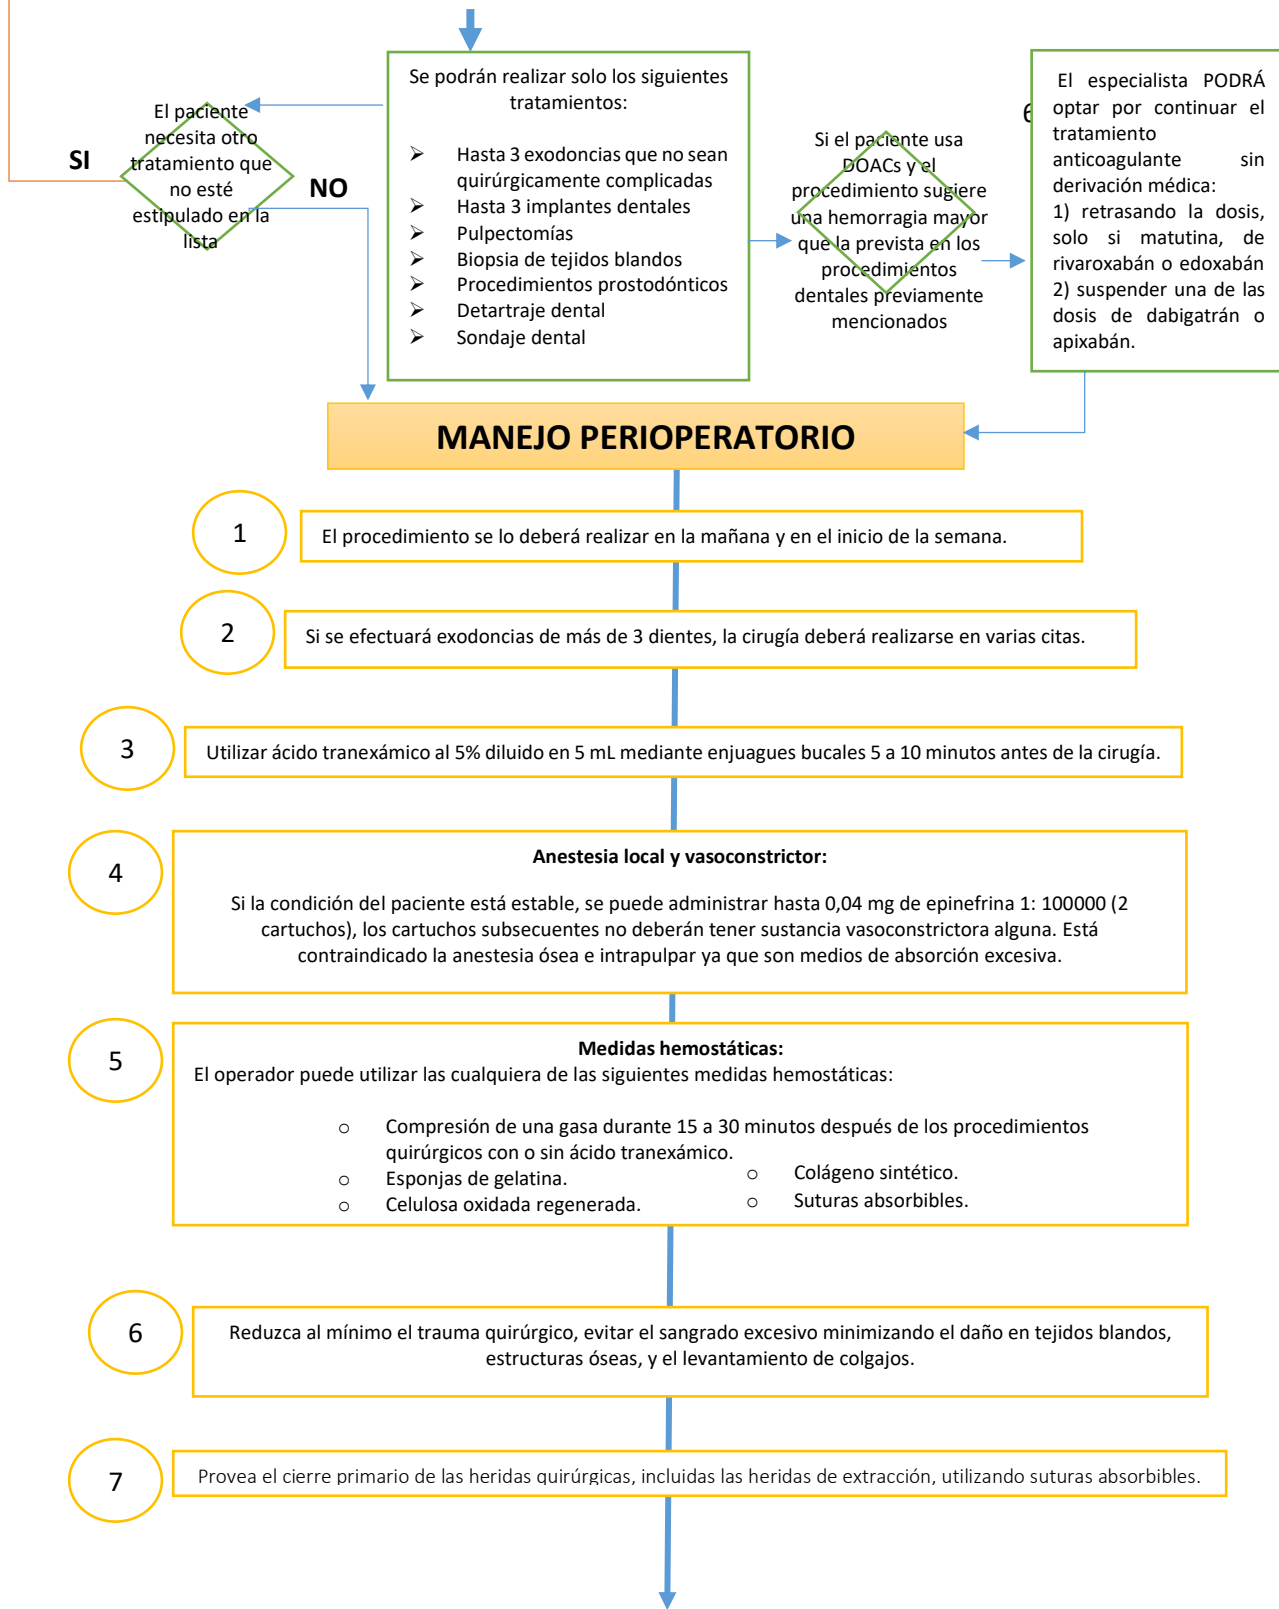 El paciente
necesita otro
tratamiento que
no esté
estipulado en la
lista
SI
NO
Se podrán realizar solo los siguientes
tratamientos:
➢ Hasta 3 exodoncias que no sean
quirúrgicamente complicadas
➢ Hasta 3 implantes dentales
➢ Pulpectomías
➢ Biopsia de tejidos blandos
➢ Procedimientos prostodónticos
➢ Detartraje dental
➢ Sondaje dental
Si el paciente usa
DOACs y el
procedimiento sugiere
una hemorragia mayor
que la prevista en los
procedimientos
dentales previamente
mencionados
6
El especialista PODRÁ
optar por continuar el
tratamiento
anticoagulante sin
derivación médica:
1) retrasando la dosis,
solo si matutina, de
rivaroxabán o edoxabán
2) suspender una de las
dosis de dabigatrán o
apixabán.
MANEJO PERIOPERATORIO
1
El procedimiento se lo deberá realizar en la mañana y en el inicio de la semana.
2
Si se efectuará exodoncias de más de 3 dientes, la cirugía deberá realizarse en varias citas.
3
Utilizar ácido tranexámico al 5% diluido en 5 mL mediante enjuagues bucales 5 a 10 minutos antes de la cirugía.
4
Anestesia local y vasoconstrictor:
Si la condición del paciente está estable, se puede administrar hasta 0,04 mg de epinefrina 1: 100000 (2
cartuchos), los cartuchos subsecuentes no deberán tener sustancia vasoconstrictora alguna. Está
contraindicado la anestesia ósea e intrapulpar ya que son medios de absorción excesiva.
5
Medidas hemostáticas:
El operador puede utilizar las cualquiera de las siguientes medidas hemostáticas:
o Compresión de una gasa durante 15 a 30 minutos después de los procedimientos
quirúrgicos con o sin ácido tranexámico.
o Esponjas de gelatina.
o Celulosa oxidada regenerada.
o Colágeno sintético.
o Suturas absorbibles.
6
Reduzca al mínimo el trauma quirúrgico, evitar el sangrado excesivo minimizando el daño en tejidos blandos,
estructuras óseas, y el levantamiento de colgajos.
7
Provea el cierre primario de las heridas quirúrgicas, incluidas las heridas de extracción, utilizando suturas absorbibles.